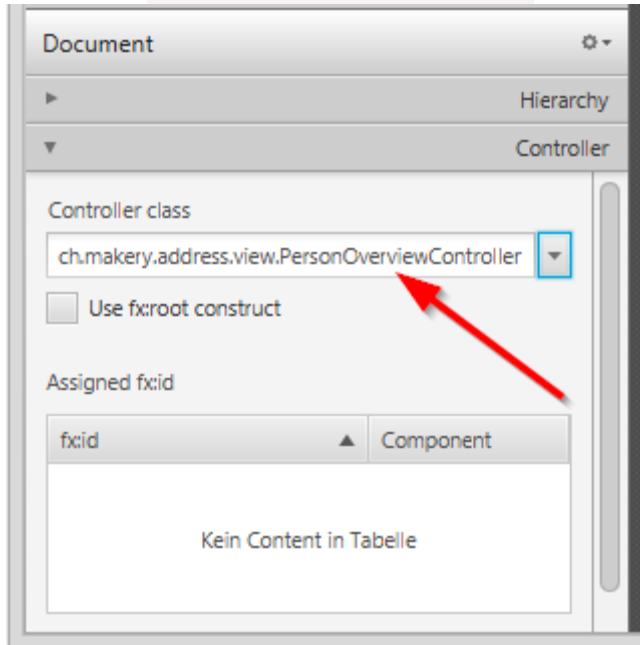 Document
Hierarchy
Controller
Controller class
ch.makery.address.view.PersonOverviewController
Use fx:root construct
Assigned fx:id
fx:id Component
Kein Content in Tabelle